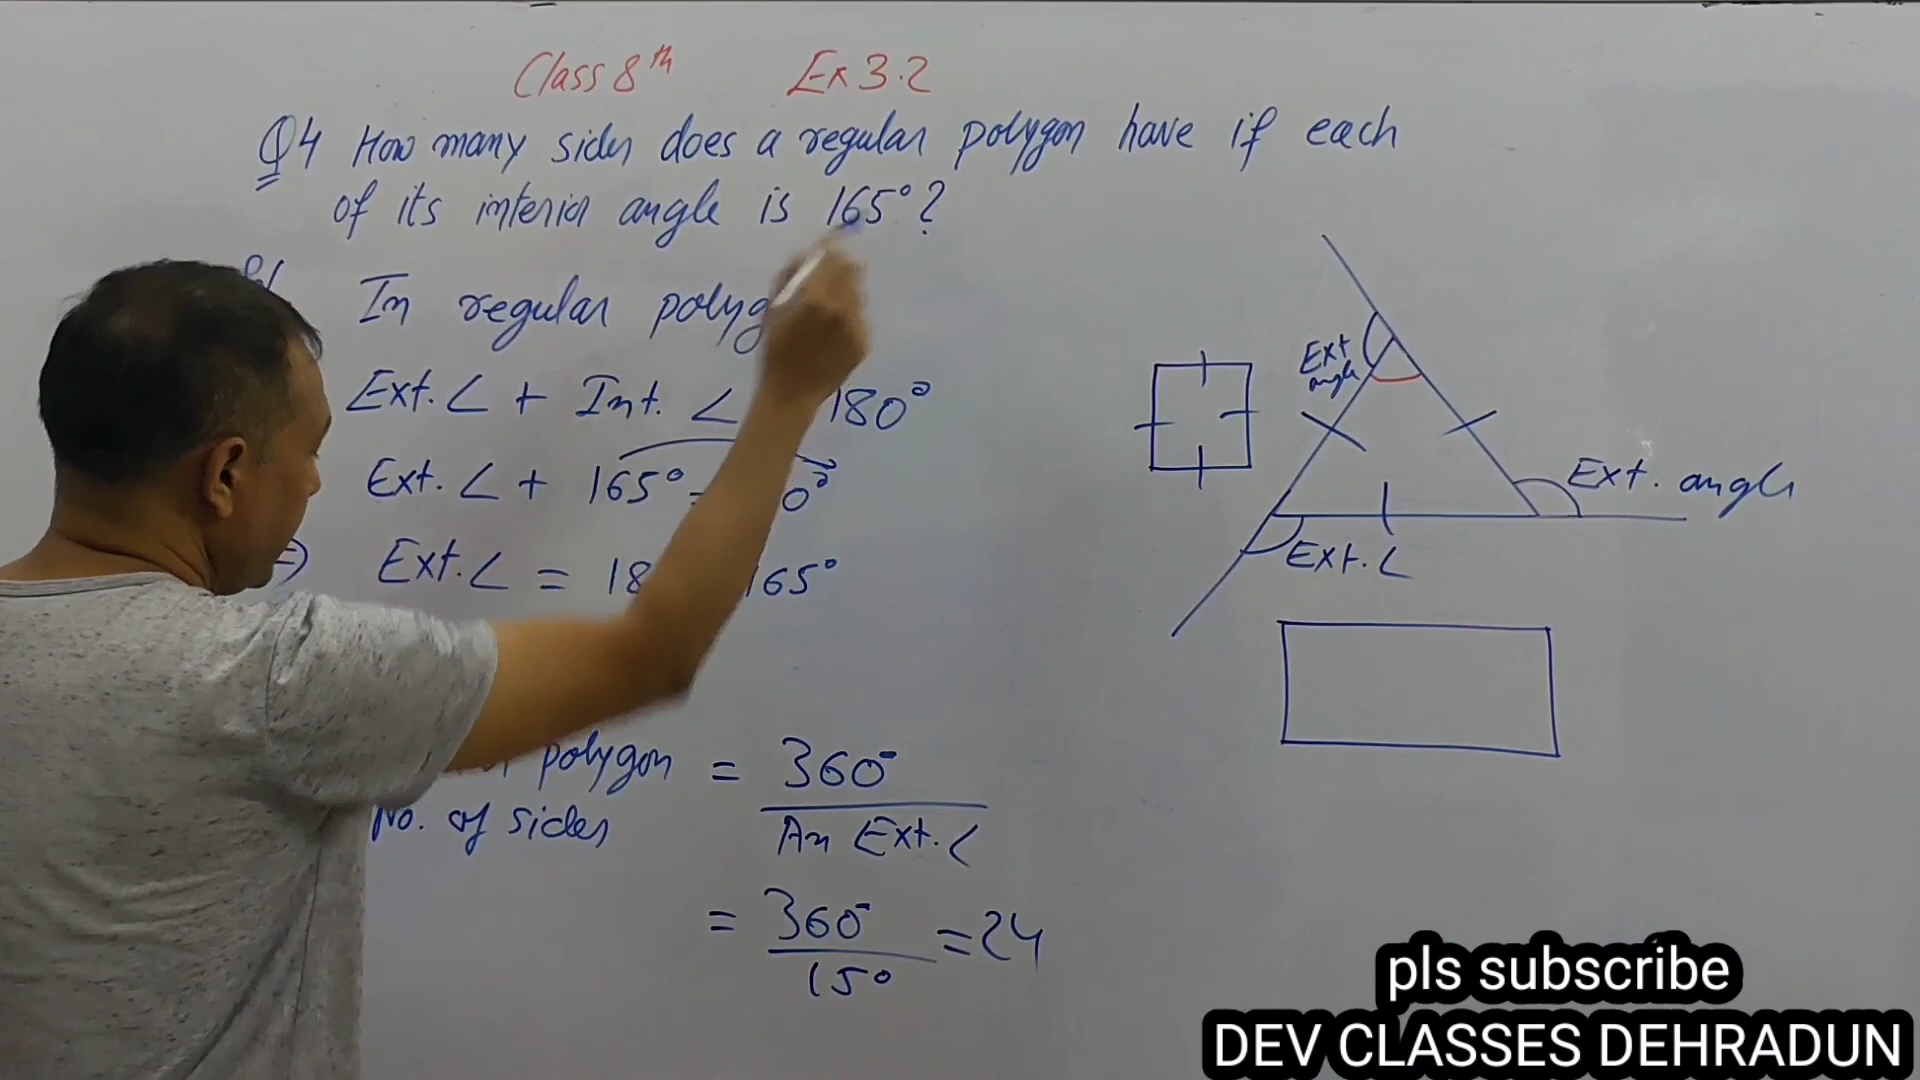 Class 8th Ex 3.2
Q4 How many sides does a regular polygon have if each
of its interior angle is 165°?
In regular
Ext. ∠ + Int. ∠ 180°
Ext. ∠ + 165° =
⇒ Ext. ∠ = 165°
polygon = 360°
No. of sides An Ext. ∠
= 360° = 24
15°
Ext
angle
Ext. angle
Ext. ∠
pls subscribe
DEV CLASSES DEHRADUN